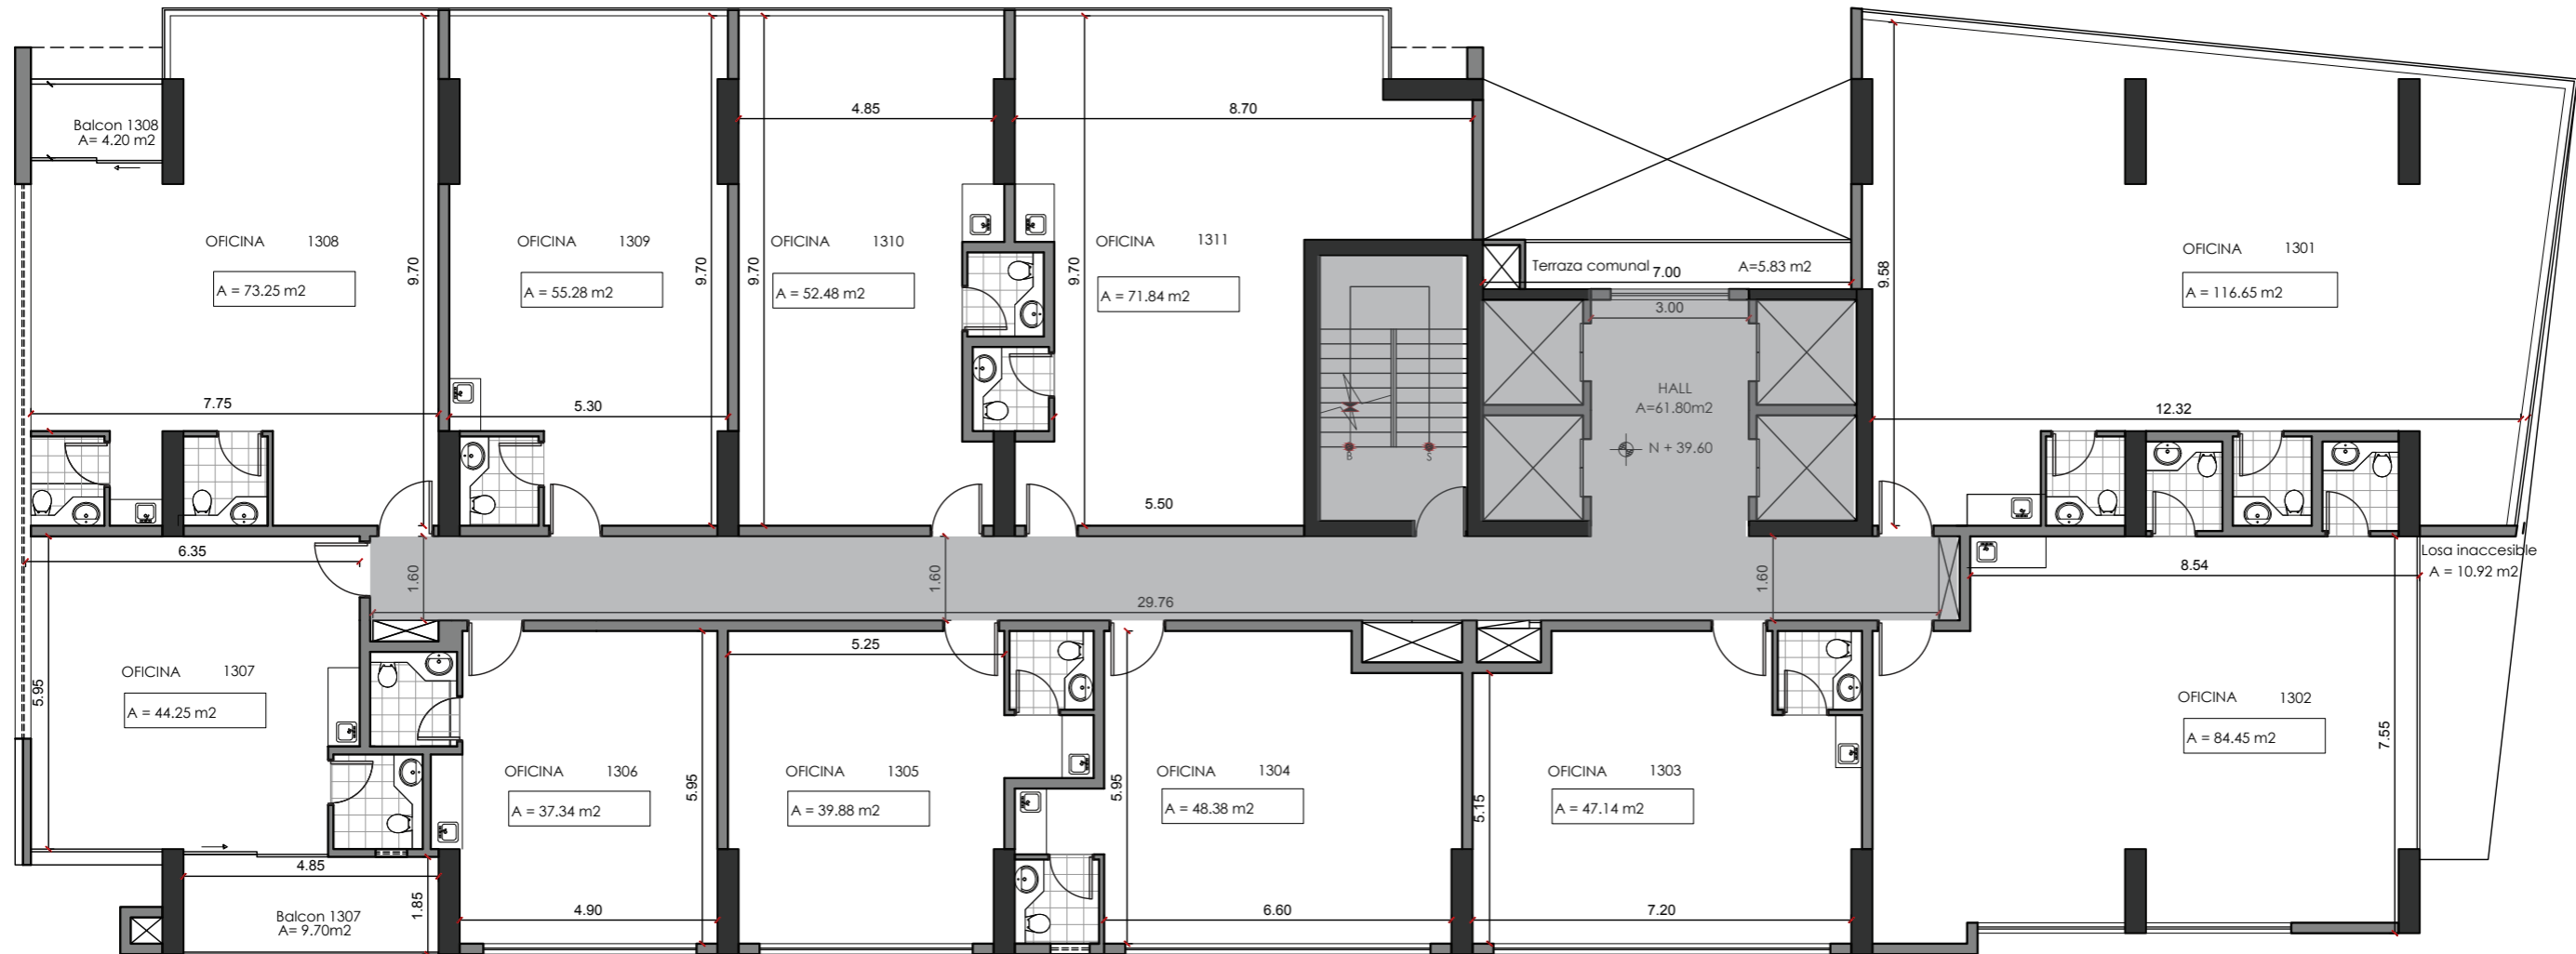 Balcon 1308
A= 4.20 m2
4.85
8.70
OFICINA 1308
A = 73.25 m2
9.70
OFICINA 1309
A = 55.28 m2
9.70
9.70
OFICINA 1310
A = 52.48 m2
9.70
OFICINA 1311
A = 71.84 m2
Terraza comunal
7.00
A=5.83 m2
3.00
9.58
OFICINA 1301
A = 116.65 m2
7.75
5.30
HALL
A=61.80m2
N + 39.60
B
S
12.32
5.50
6.35
1.60
1.60
1.60
29.76
8.54
Losa inaccesible
A = 10.92 m2
5.95
OFICINA 1307
A = 44.25 m2
5.25
OFICINA 1302
A = 84.45 m2
7.55
OFICINA 1306
A = 37.34 m2
5.95
OFICINA 1305
A = 39.88 m2
5.95
OFICINA 1304
A = 48.38 m2
5.15
OFICINA 1303
A = 47.14 m2
4.85
1.85
Balcon 1307
A= 9.70m2
4.90
6.60
7.20